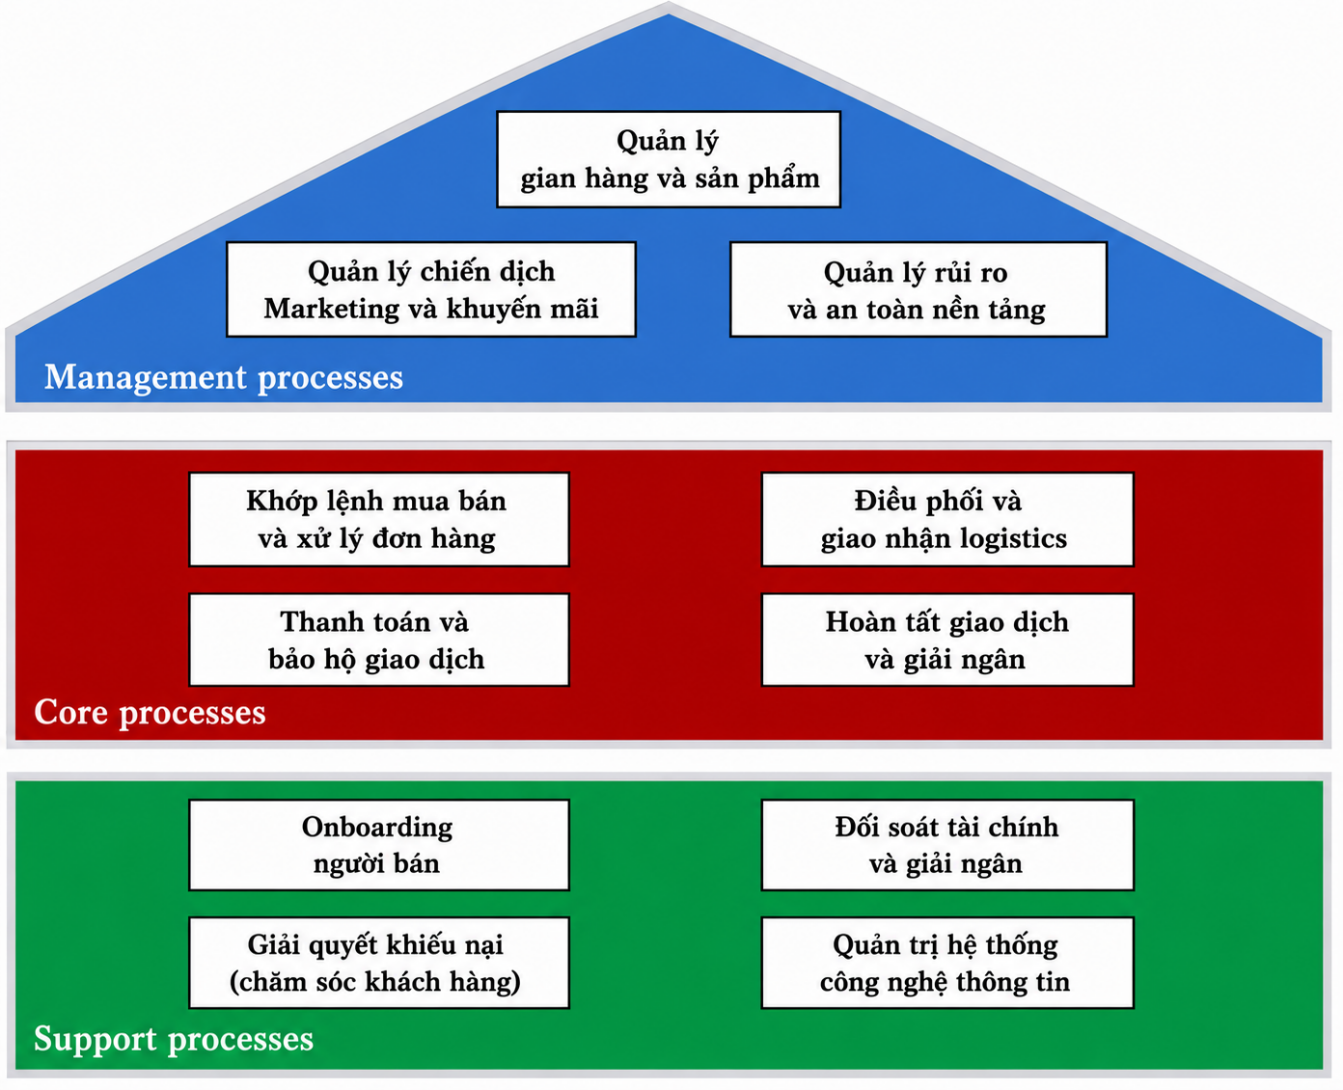 Quản lý
gian hàng và sản phẩm
Quản lý chiến dịch
Marketing và khuyến mãi
Quản lý rủi ro
và an toàn nền tảng
Management processes
Khớp lệnh mua bán
và xử lý đơn hàng
Điều phối và
giao nhận logistics
Thanh toán và
bảo hộ giao dịch
Hoàn tất giao dịch
và giải ngân
Core processes
Onboarding
người bán
Đối soát tài chính
và giải ngân
Giải quyết khiếu nại
(chăm sóc khách hàng)
Quản trị hệ thống
công nghệ thông tin
Support processes